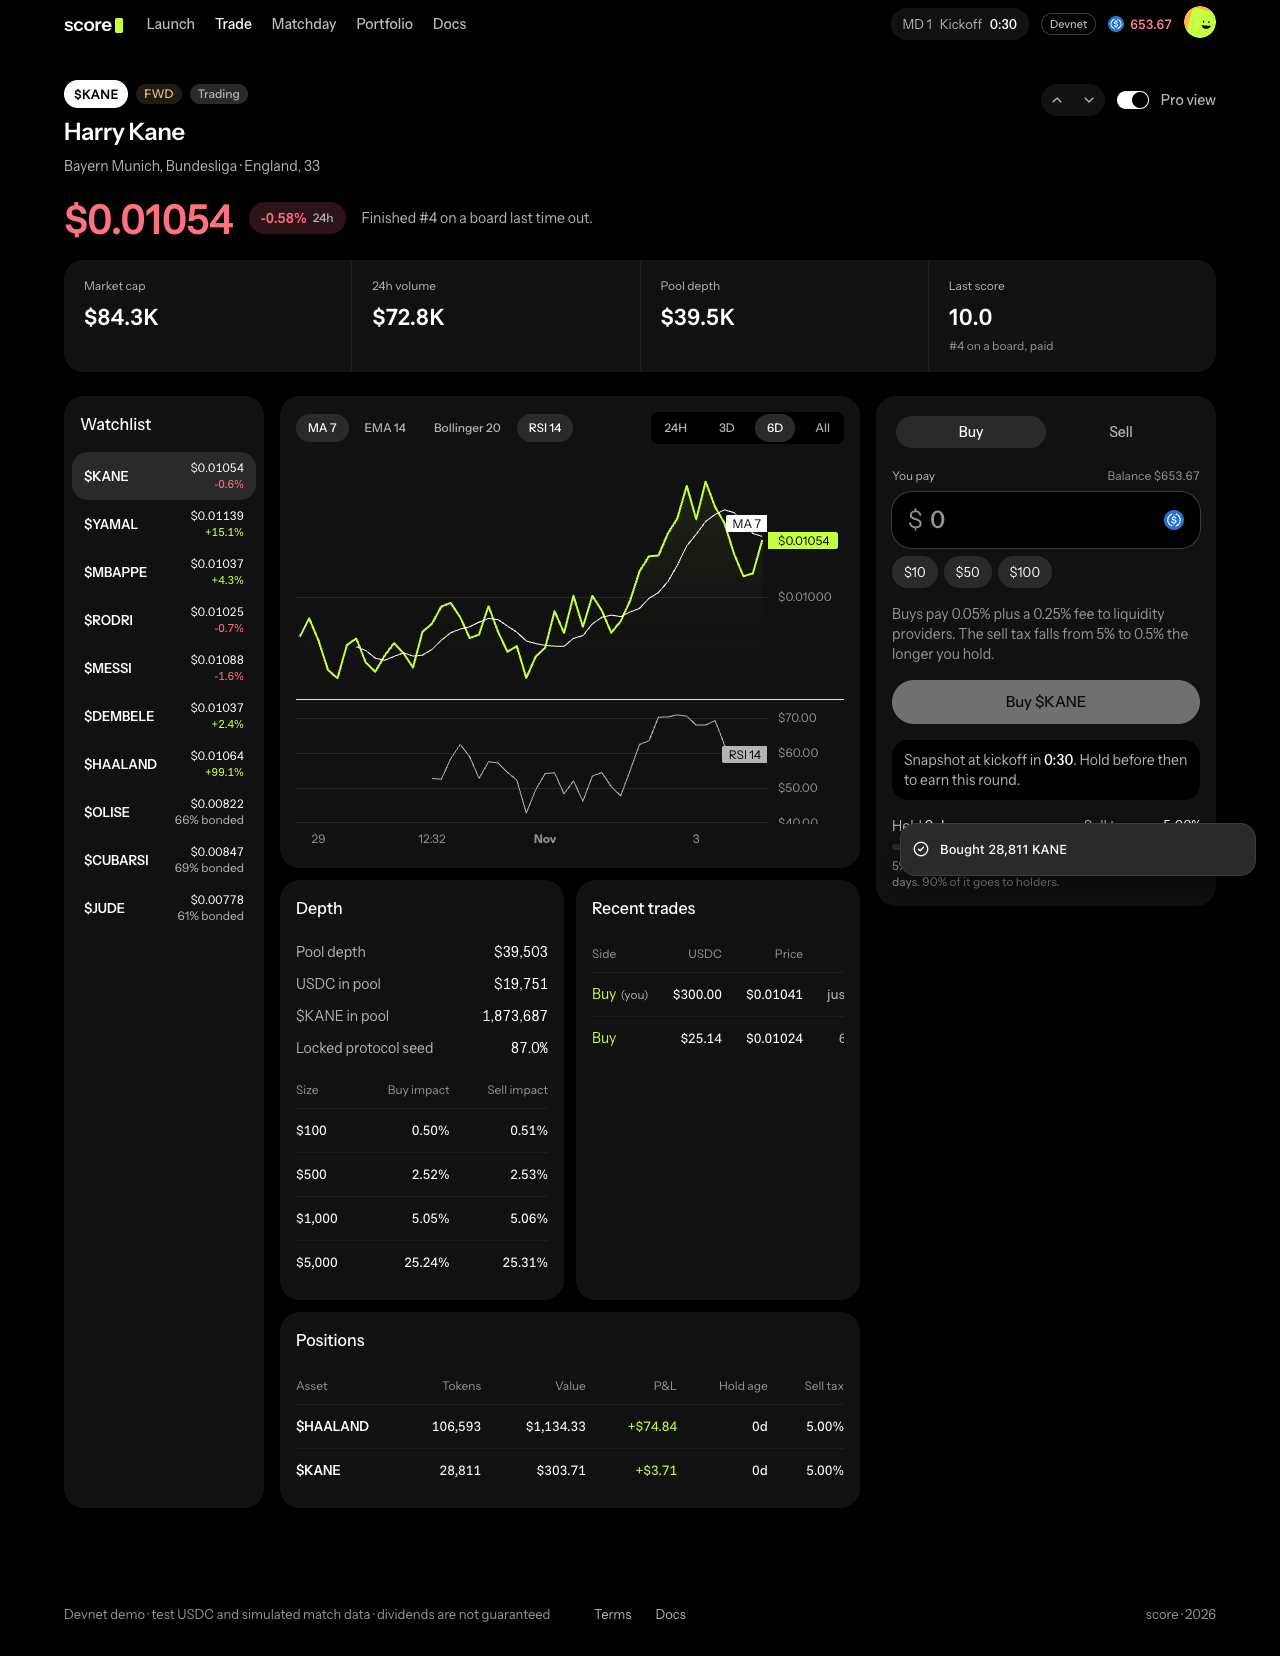 score Launch Trade Matchday Portfolio Docs MD 1 Kickoff 0:30 Devnet 653.67
$KANE FWD Trading Pro view
Harry Kane
Bayern Munich, Bundesliga · England, 33
$0.01054 -0.58% 24h Finished #4 on a board last time out.
Market cap 24h volume Pool depth Last score
$84.3K $72.8K $39.5K 10.0
#4 on a board, paid
Watchlist
$KANE $0.01054
-0.6%
$YAMAL $0.01139
+15.1%
$MBAPPE $0.01037
+4.3%
$RODRI $0.01025
-0.7%
$MESSI $0.01088
-1.6%
$DEMBELE $0.01037
+2.4%
$HAALAND $0.01064
+99.1%
$OLISE $0.00822
66% bonded
$CUBARSI $0.00847
69% bonded
$JUDE $0.00778
61% bonded
MA 7 EMA 14 Bollinger 20 RSI 14 24H 3D 6D All
MA 7
$0.01054
$0.01000
$70.00
RSI 14 $60.00
$50.00
$40.00
29 12:32 Nov 3
Depth
Pool depth $39,503
USDC in pool $19,751
$KANE in pool 1,873,687
Locked protocol seed 87.0%
Size Buy impact Sell impact
$100 0.50% 0.51%
$500 2.52% 2.53%
$1,000 5.05% 5.06%
$5,000 25.24% 25.31%
Recent trades
Side USDC Price
Buy (you) $300.00 $0.01041 jus
Buy $25.14 $0.01024
Positions
Asset Tokens Value P&L Hold age Sell tax
$HAALAND 106,593 $1,134.33 +$74.84 0d 5.00%
$KANE 28,811 $303.71 +$3.71 0d 5.00%
Buy Sell
You pay Balance $653.67
$ 0
$10 $50 $100
Buys pay 0.05% plus a 0.25% fee to liquidity
providers. The sell tax falls from 5% to 0.5% the
longer you hold.
Buy $KANE
Snapshot at kickoff in 0:30. Hold before then
to earn this round.
Bought 28,811 KANE
days. 90% of it goes to holders.
Devnet demo · test USDC and simulated match data · dividends are not guaranteed Terms Docs score · 2026